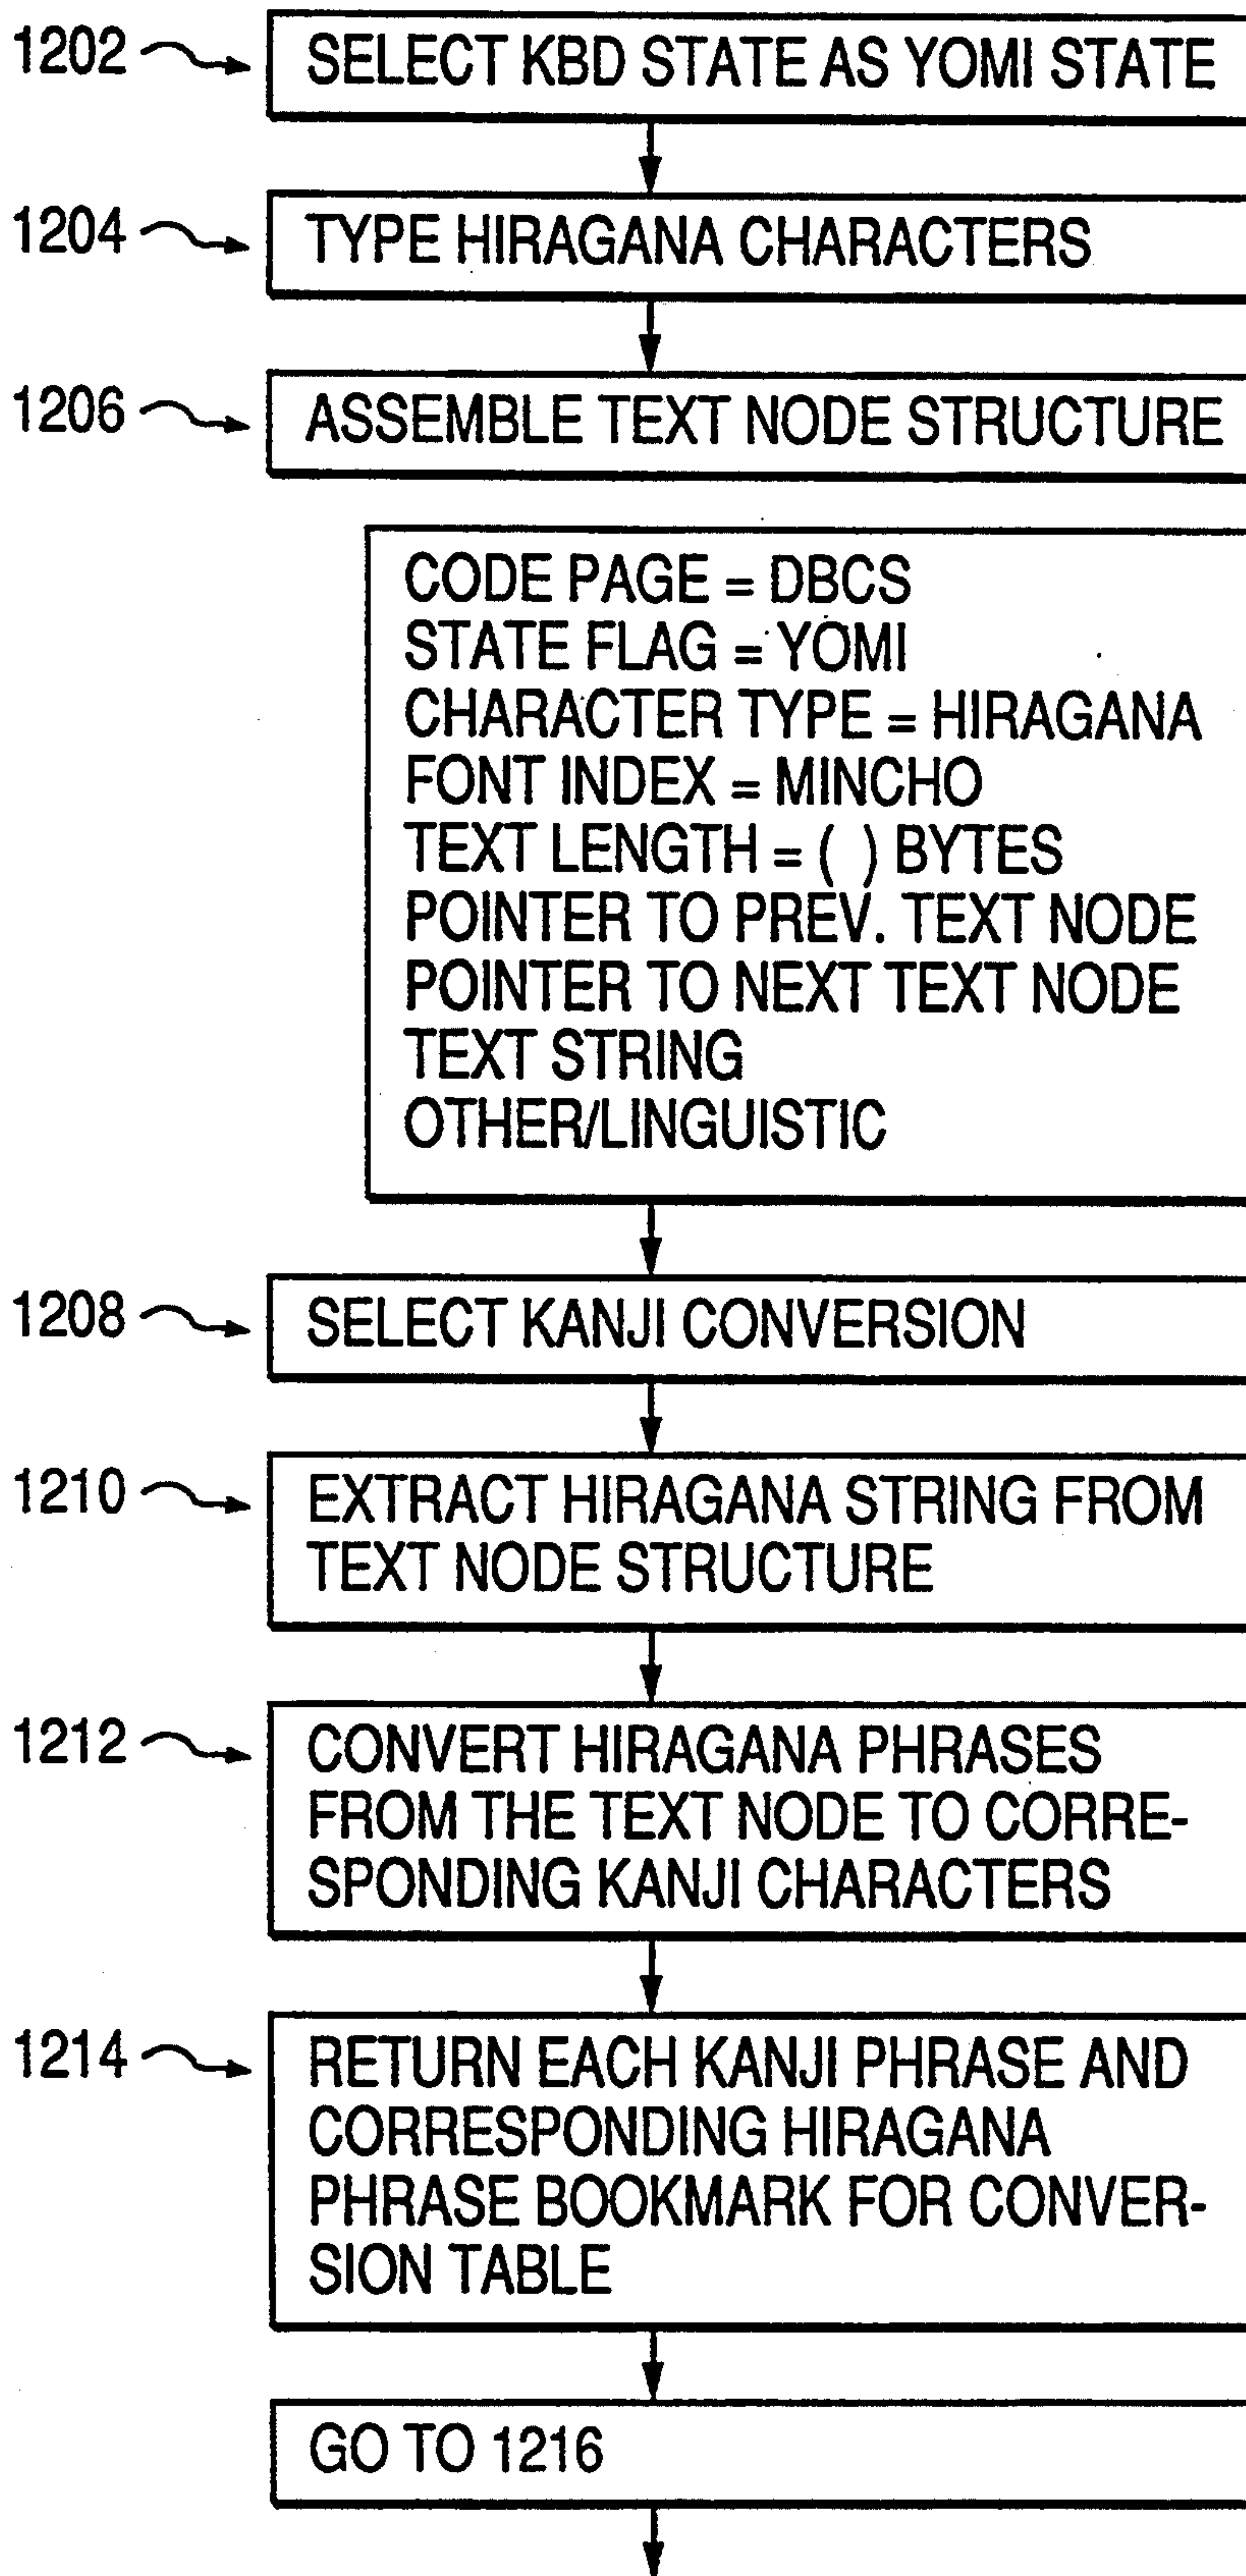 1202 SELECT KBD STATE AS YOMI STATE
1204 TYPE HIRAGANA CHARACTERS
1206 ASSEMBLE TEXT NODE STRUCTURE
CODE PAGE = DBCS
STATE FLAG = YOMI
CHARACTER TYPE = HIRAGANA
FONT INDEX = MINCHO
TEXT LENGTH = ( ) BYTES
POINTER TO PREV. TEXT NODE
POINTER TO NEXT TEXT NODE
TEXT STRING
OTHER/LINGUISTIC
1208 SELECT KANJI CONVERSION
1210 EXTRACT HIRAGANA STRING FROM
TEXT NODE STRUCTURE
1212 CONVERT HIRAGANA PHRASES
FROM THE TEXT NODE TO CORRE-
SPONDING KANJI CHARACTERS
1214 RETURN EACH KANJI PHRASE AND
CORRESPONDING HIRAGANA
PHRASE BOOKMARK FOR CONVER-
SION TABLE
GO TO 1216